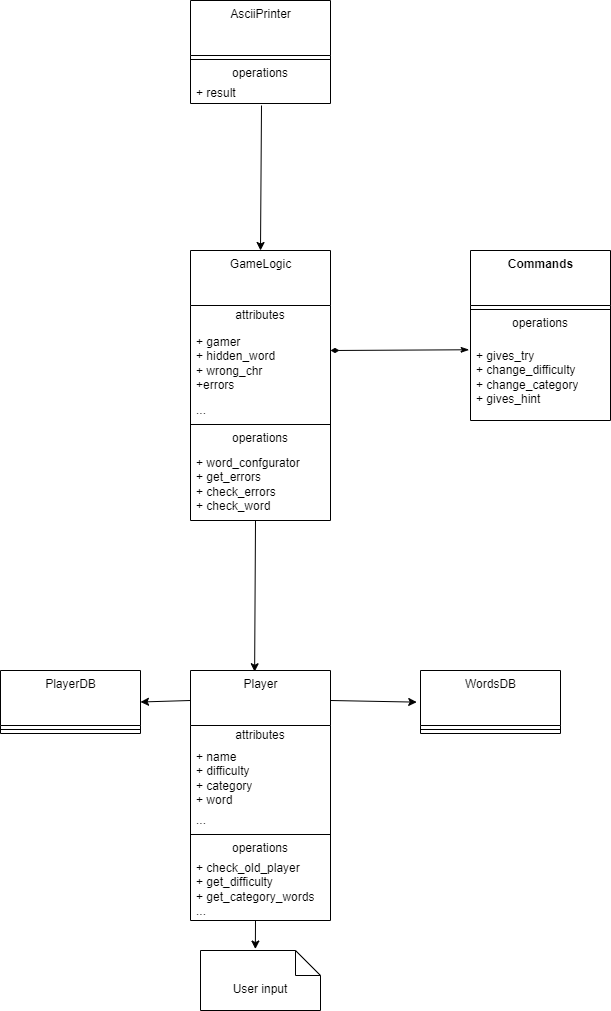 AsciiPrinter
operations
+ result
GameLogic
attributes
+ gamer
+ hidden_word
+ wrong_chr
+errors
...
operations
+ word_confgurator
+ get_errors
+ check_errors
+ check_word
Commands
operations
+ gives_try
+ change_difficulty
+ change_category
+ gives_hint
PlayerDB
Player
attributes
+ name
+ difficulty
+ category
+ word
...
operations
+ check_old_player
+ get_difficulty
+ get_category_words
...
WordsDB
User input